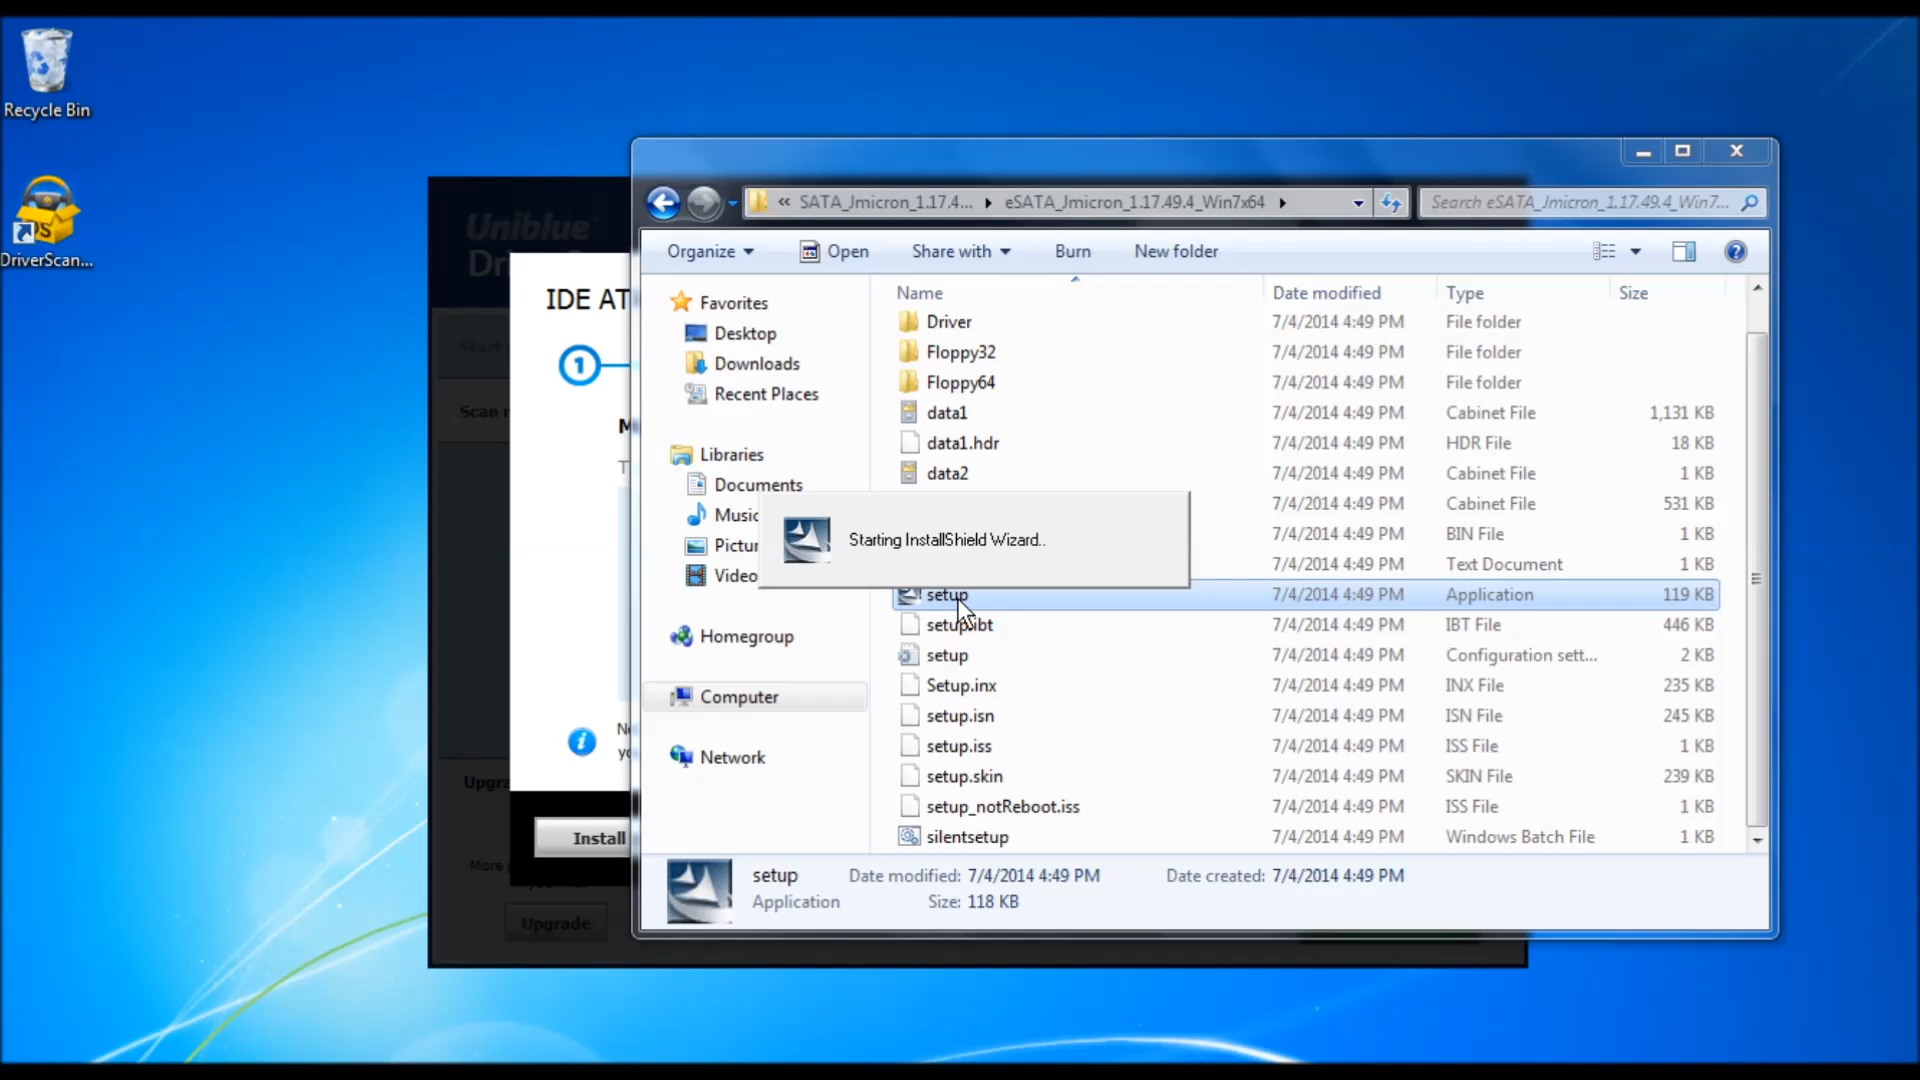 Recycle Bin
DriverScan...
Uniblue
Dri
IDE AT
1
Start
Scan r
Install
Upgrade
« SATA_Jmicron_1.17.4... eSATA_Jmicron_1.17.49.4_Win7x64
Search eSATA_Jmicron_1.17.49.4_Win7...
Organize Open Share with Burn New folder
Favorites
Desktop
Downloads
Recent Places
Libraries
Documents
Music
Pictur
Video
Homegroup
Computer
Network
Name Date modified Type Size
Driver 7/4/2014 4:49 PM File folder
Floppy32 7/4/2014 4:49 PM File folder
Floppy64 7/4/2014 4:49 PM File folder
data1 7/4/2014 4:49 PM Cabinet File 1,131 KB
data1.hdr 7/4/2014 4:49 PM HDR File 18 KB
data2 7/4/2014 4:49 PM Cabinet File 1 KB
7/4/2014 4:49 PM Cabinet File 531 KB
7/4/2014 4:49 PM BIN File 1 KB
7/4/2014 4:49 PM Text Document 1 KB
Starting InstallShield Wizard..
setup 7/4/2014 4:49 PM Application 119 KB
setup.ibt 7/4/2014 4:49 PM IBT File 446 KB
setup 7/4/2014 4:49 PM Configuration sett... 2 KB
Setup.inx 7/4/2014 4:49 PM INX File 235 KB
setup.isn 7/4/2014 4:49 PM ISN File 245 KB
setup.iss 7/4/2014 4:49 PM ISS File 1 KB
setup.skin 7/4/2014 4:49 PM SKIN File 239 KB
setup_notReboot.iss 7/4/2014 4:49 PM ISS File 1 KB
silentsetup 7/4/2014 4:49 PM Windows Batch File 1 KB
setup Date modified: 7/4/2014 4:49 PM Date created: 7/4/2014 4:49 PM
Application Size: 118 KB